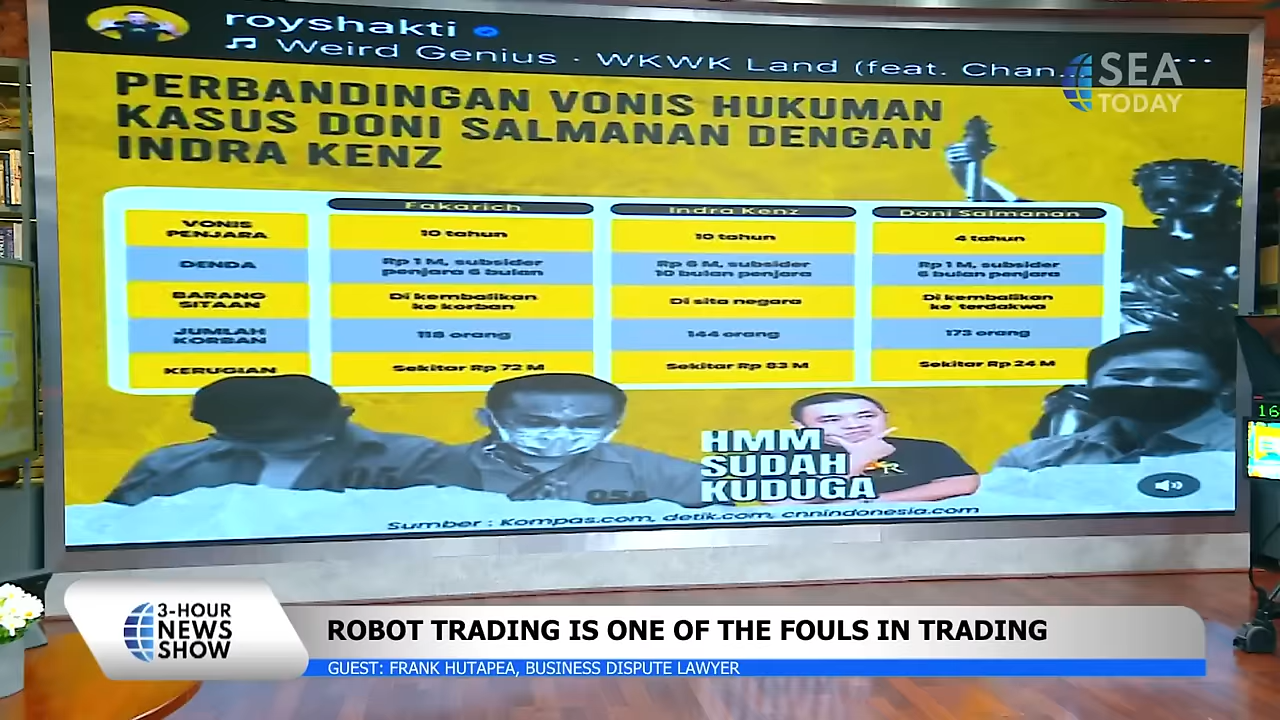 royshakti
Weird Genius · WKWK Land (feat. Chan...
SEA
TODAY
PERBANDINGAN VONIS HUKUMAN
KASUS DONI SALMANAN DENGAN
INDRA KENZ
Fakarich Indra Kenz Doni Salmanan
VONIS
PENJARA
10 tahun 10 tahun 4 tahun
DENDA
Rp 1 M, subsider
penjara 6 bulan
Rp 6 M, subsider
10 bulan penjara
Rp 1 M, subsider
6 bulan penjara
BARANG
SITAAN
Di kembalikan
ke korban
Di sita negara
Di kembalikan
ke terdakwa
JUMLAH
KORBAN
118 orang 144 orang 173 orang
KERUGIAN Sekitar Rp 72 M Sekitar Rp 83 M Sekitar Rp 24 M
HMM
SUDAH
KUDUGA
Sumber : Kompas.com, detik.com, cnnindonesia.com
16
3-HOUR
NEWS
SHOW
ROBOT TRADING IS ONE OF THE FOULS IN TRADING
GUEST: FRANK HUTAPEA, BUSINESS DISPUTE LAWYER